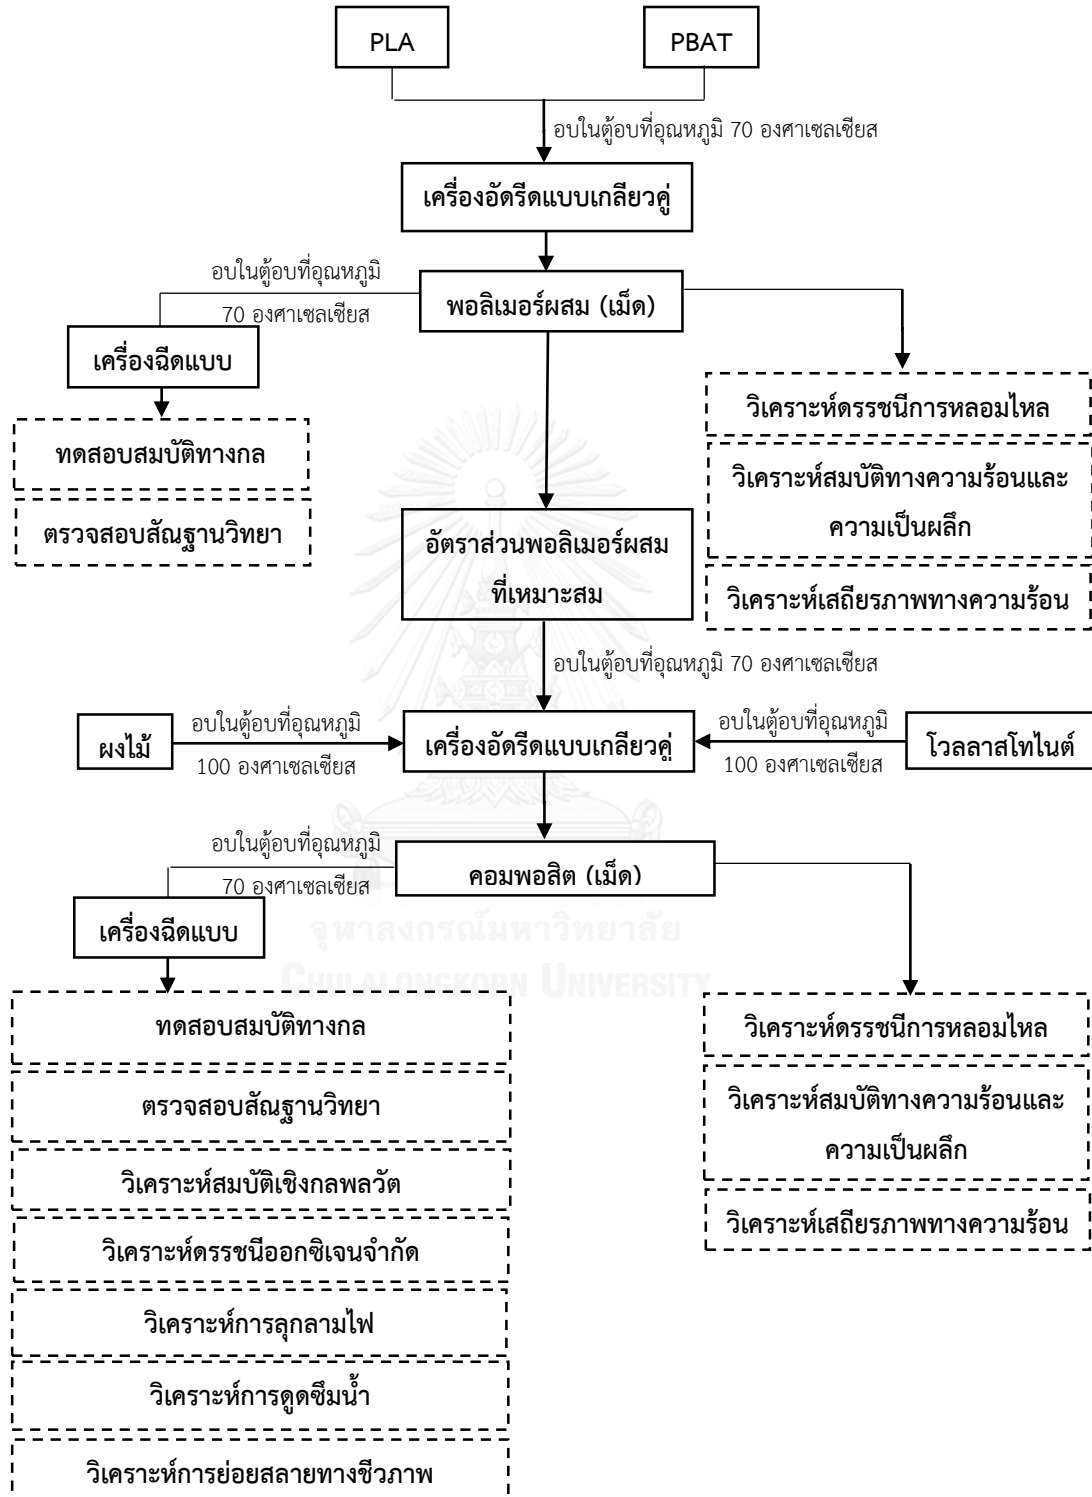 PLA
PBAT
อบในตู้อบที่อุณหภูมิ 70 องศาเซลเซียส
เครื่องอัดรีดแบบเกลียวคู่
อบในตู้อบที่อุณหภูมิ
70 องศาเซลเซียส
พอลิเมอร์ผสม (เม็ด)
เครื่องฉีดแบบ
ทดสอบสมบัติทางกล
ตรวจสอบสัณฐานวิทยา
วิเคราะห์ดรรชนีการหลอมไหล
วิเคราะห์สมบัติทางความร้อนและ
ความเป็นผลึก
วิเคราะห์เสถียรภาพทางความร้อน
อัตราส่วนพอลิเมอร์ผสม
ที่เหมาะสม
อบในตู้อบที่อุณหภูมิ 70 องศาเซลเซียส
ผงไม้
อบในตู้อบที่อุณหภูมิ
100 องศาเซลเซียส
เครื่องอัดรีดแบบเกลียวคู่
อบในตู้อบที่อุณหภูมิ
100 องศาเซลเซียส
โวลลาสโทไนต์
อบในตู้อบที่อุณหภูมิ
70 องศาเซลเซียส
คอมพอสิต (เม็ด)
เครื่องฉีดแบบ
จุฬาลงกรณ์มหาวิทยาลัย
CHULALONGKORN UNIVERSITY
ทดสอบสมบัติทางกล
ตรวจสอบสัณฐานวิทยา
วิเคราะห์สมบัติเชิงกลพลวัต
วิเคราะห์ดรรชนีออกซิเจนจำกัด
วิเคราะห์การลุกลามไฟ
วิเคราะห์การดูดซึมน้ำ
วิเคราะห์การย่อยสลายทางชีวภาพ
วิเคราะห์ดรรชนีการหลอมไหล
วิเคราะห์สมบัติทางความร้อนและ
ความเป็นผลึก
วิเคราะห์เสถียรภาพทางความร้อน